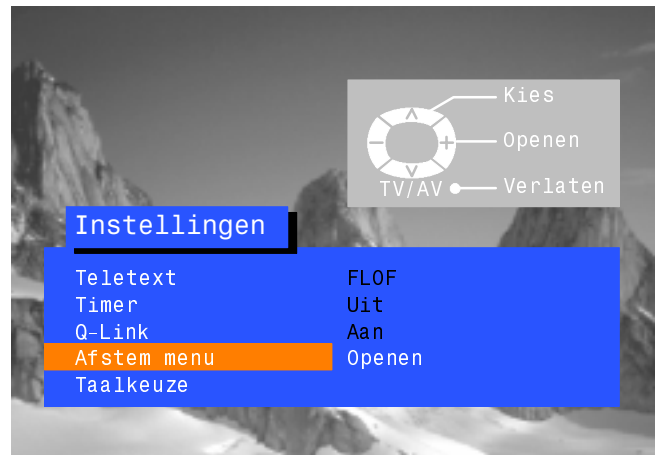 Kies
Openen
TV/AV Verlaten
Instellingen
Teletext FLOF
Timer Uit
Q-Link Aan
Afstem menu Openen
Taalkeuze